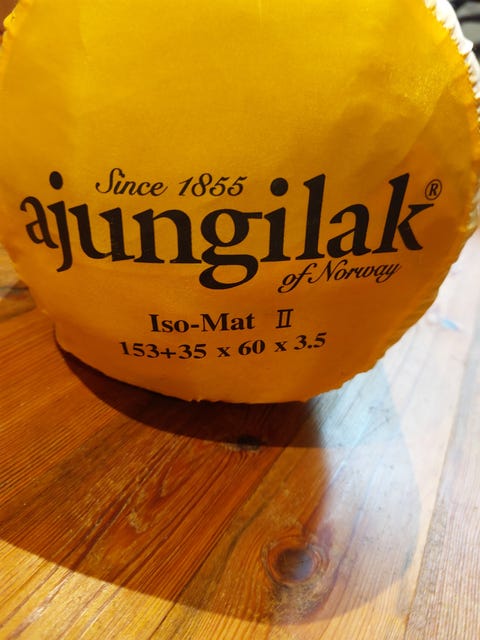 Since 1855
ajungilak®
of Norway
Iso-Mat II
153+35 x 60 x 3.5